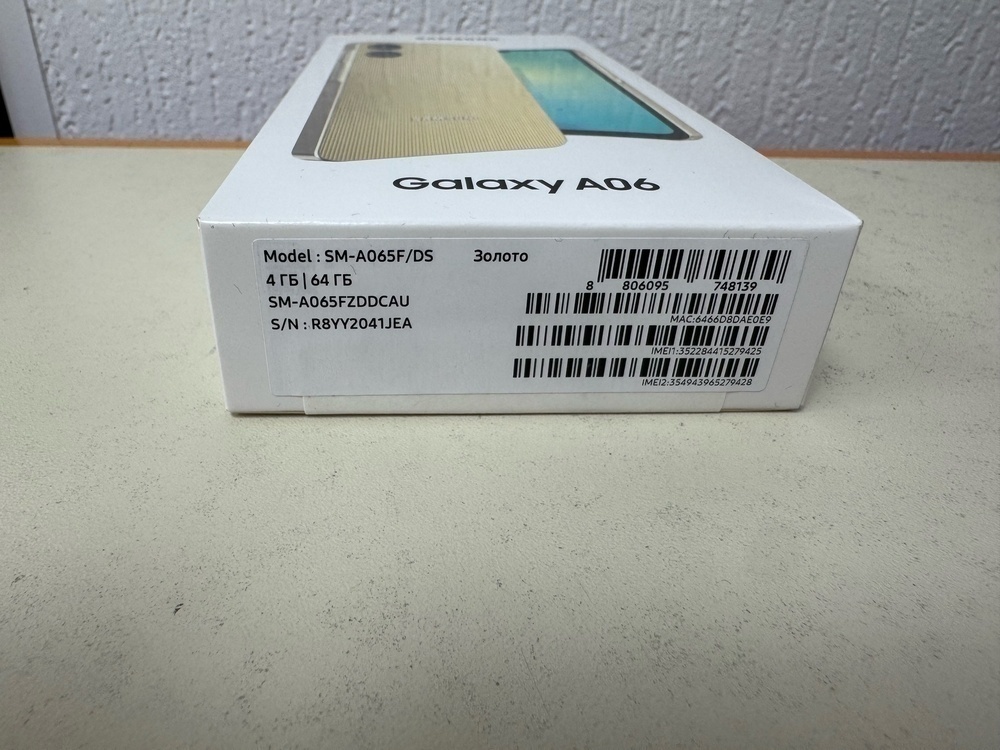 SAMSUNG
Galaxy A06
Model : SM-A065F/DS Золото
4 ГБ | 64 ГБ
SM-A065FZDDCAU
S/N : R8YY2041JEA
8 806095 748139
MAC:6466D8DAE0E9
IMEI1:352284415279425
IMEI2:354943965279428